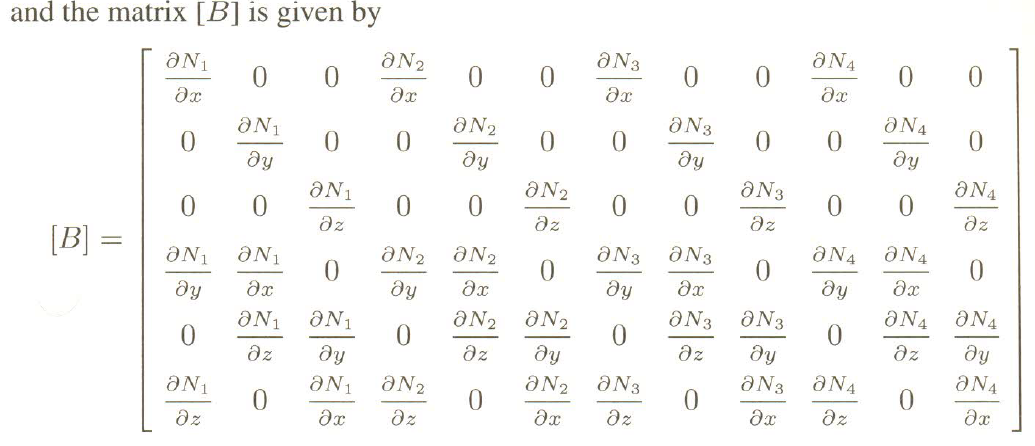 and the matrix [B] is given by
[B] =
∂N₁/∂x 0 0 ∂N₂/∂x 0 0 ∂N₃/∂x 0 0 ∂N₄/∂x 0 0
0 ∂N₁/∂y 0 0 ∂N₂/∂y 0 0 ∂N₃/∂y 0 0 ∂N₄/∂y 0
0 0 ∂N₁/∂z 0 0 ∂N₂/∂z 0 0 ∂N₃/∂z 0 0 ∂N₄/∂z
∂N₁/∂y ∂N₁/∂x 0 ∂N₂/∂y ∂N₂/∂x 0 ∂N₃/∂y ∂N₃/∂x 0 ∂N₄/∂y ∂N₄/∂x 0
0 ∂N₁/∂z ∂N₁/∂y 0 ∂N₂/∂z ∂N₂/∂y 0 ∂N₃/∂z ∂N₃/∂y 0 ∂N₄/∂z ∂N₄/∂y
∂N₁/∂z 0 ∂N₁/∂x ∂N₂/∂z 0 ∂N₂/∂x ∂N₃/∂z 0 ∂N₃/∂x ∂N₄/∂z 0 ∂N₄/∂x